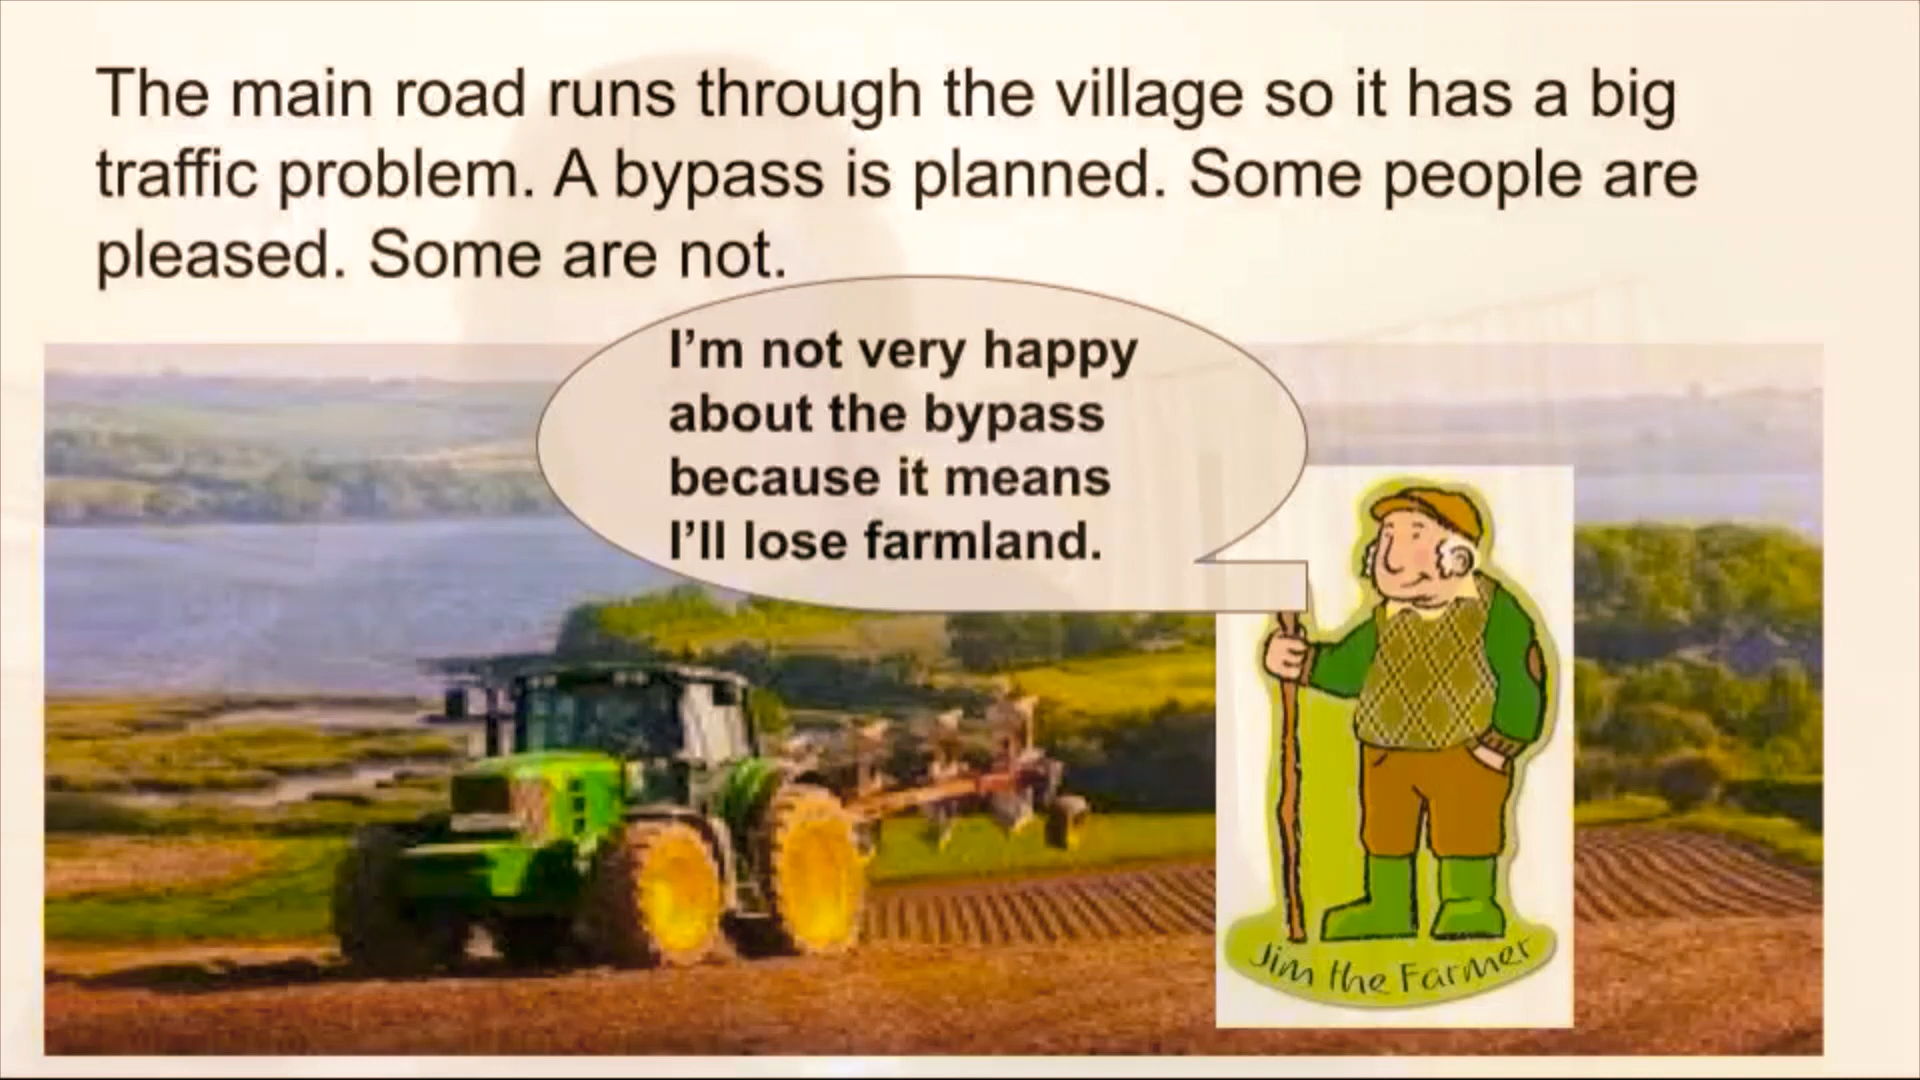 The main road runs through the village so it has a big
traffic problem. A bypass is planned. Some people are
pleased. Some are not.
I’m not very happy
about the bypass
because it means
I’ll lose farmland.
Jim the Farmer